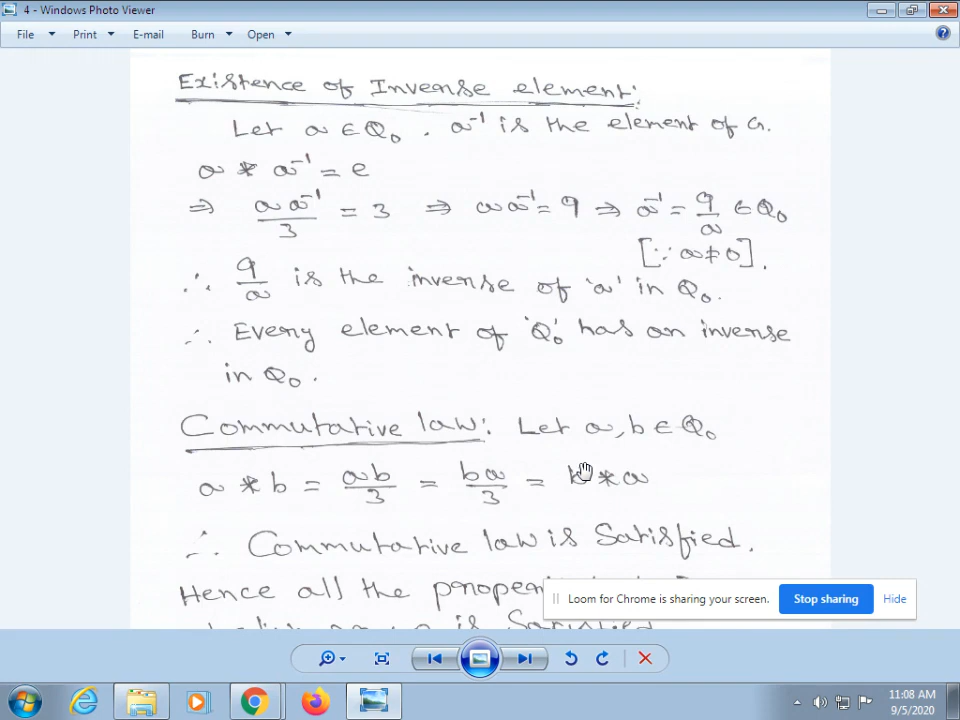 4 - Windows Photo Viewer
File Print E-mail Burn Open
Existence of Inverse element:
Let a ∈ Q₀ . a⁻¹ is the element of G.
a * a⁻¹ = e
⇒ aa⁻¹/3 = 3 ⇒ aa⁻¹ = 9 ⇒ a⁻¹ = 9/a ∈ Q₀
[∵ a≠0].
∴ 9/a is the inverse of 'a' in Q₀.
∴ Every element of 'Q₀' has an inverse
in Q₀.
Commutative law: Let a, b ∈ Q₀
a * b = ab/3 = ba/3 = b * a
∴ Commutative law is Satisfied.
Hence all the
is Satisfied
Loom for Chrome is sharing your screen. Stop sharing Hide
11:08 AM
9/5/2020